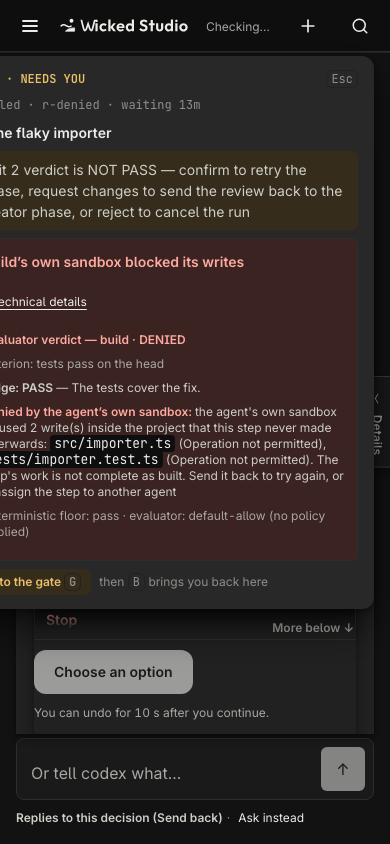 Wicked Studio Checking...
· NEEDS YOU Esc
led · r-denied · waiting 13m
ne flaky importer
it 2 verdict is NOT PASS — confirm to retry the
ase, request changes to send the review back to the
eator phase, or reject to cancel the run
ild's own sandbox blocked its writes
echnical details
aluator verdict — build · DENIED
terion: tests pass on the head
dge: PASS — The tests cover the fix.
nied by the agent's own sandbox: the agent's own sandbox
used 2 write(s) inside the project that this step never made
erwards: src/importer.ts (Operation not permitted),
ests/importer.test.ts (Operation not permitted). The
ep's work is not complete as built. Send it back to try again, or
assign the step to another agent
terministic floor: pass · evaluator: default-allow (no policy
plied)
to the gate G then B brings you back here
Details
Stop
More below ↓
Choose an option
You can undo for 10 s after you continue.
Or tell codex what...
Replies to this decision (Send back) · Ask instead